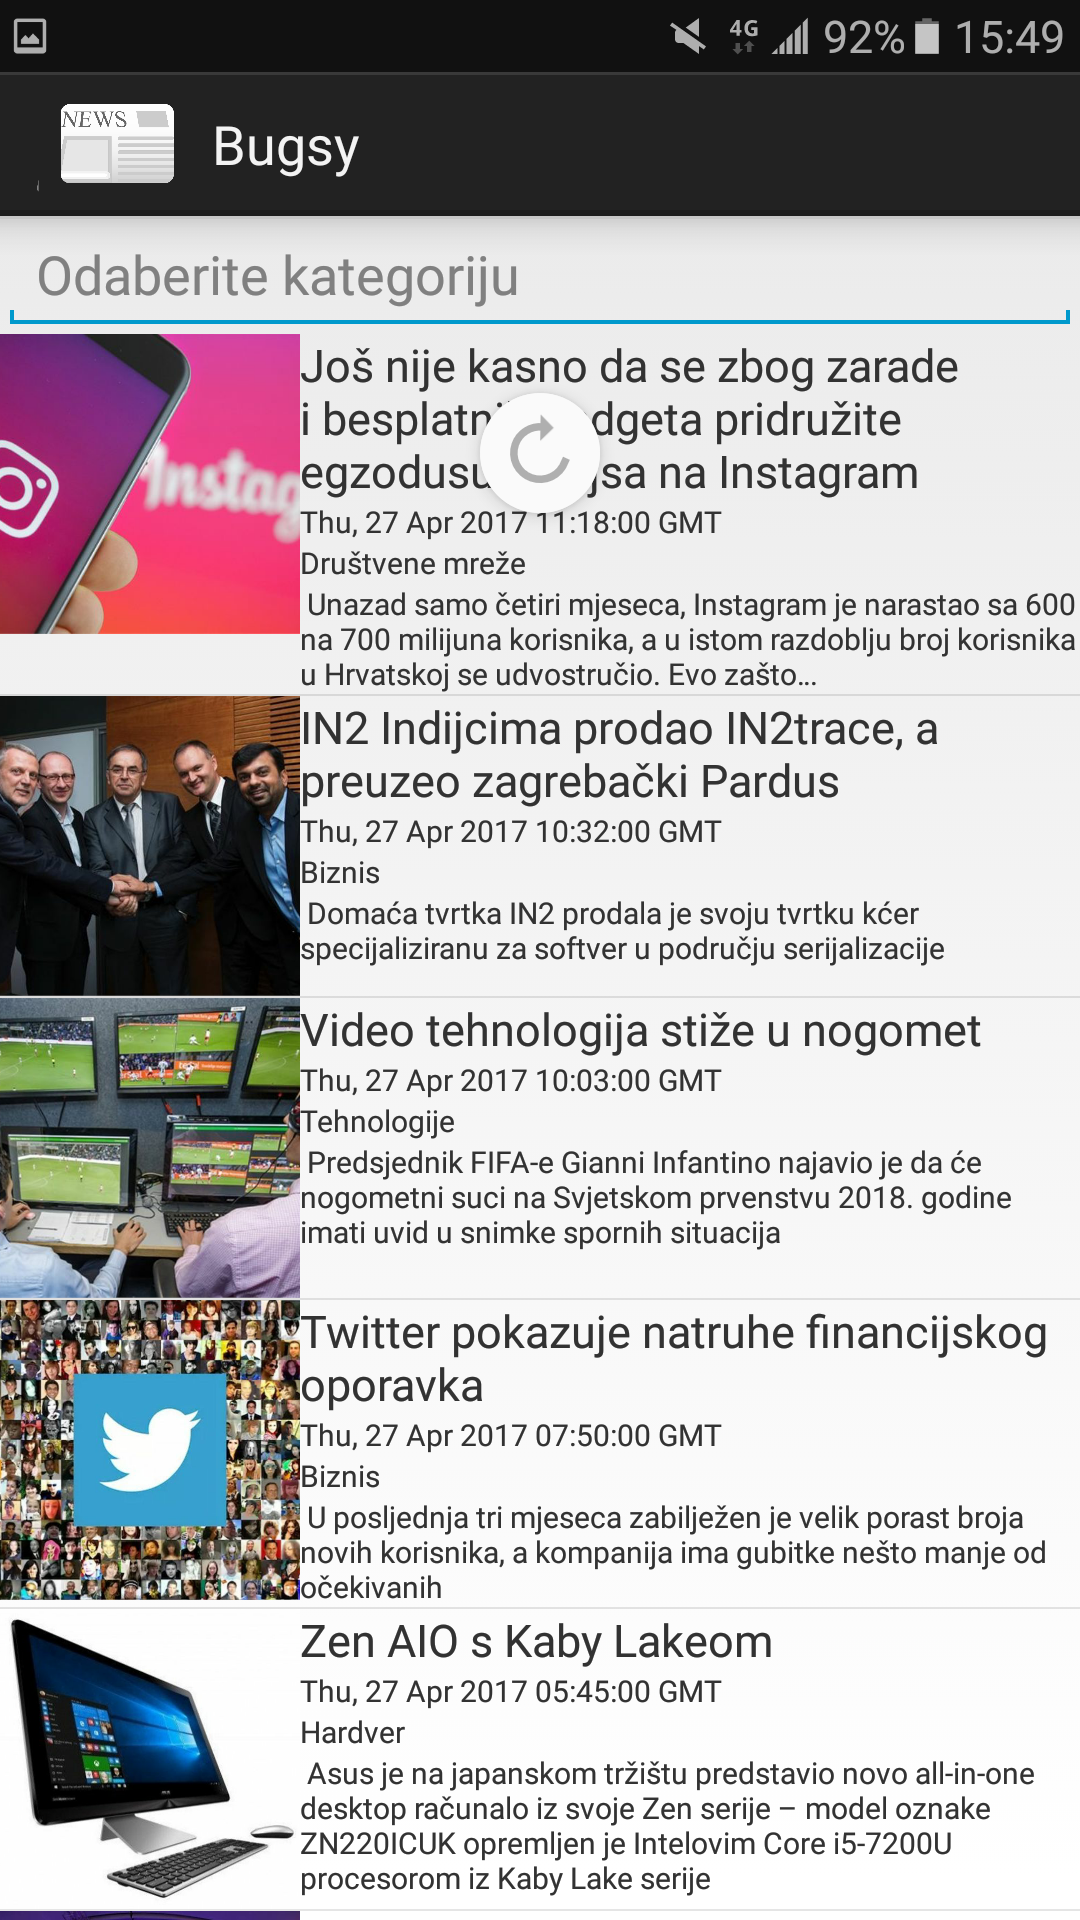 4G 92% 15:49
NEWS Bugsy
Odaberite kategoriju
Još nije kasno da se zbog zarade
i besplatni dgeta pridružite
egzodusu jsa na Instagram
Instag
Thu, 27 Apr 2017 11:18:00 GMT
Društvene mreže
Unazad samo četiri mjeseca, Instagram je narastao sa 600
na 700 milijuna korisnika, a u istom razdoblju broj korisnika
u Hrvatskoj se udvostručio. Evo zašto...
IN2 Indijcima prodao IN2trace, a
preuzeo zagrebački Pardus
Thu, 27 Apr 2017 10:32:00 GMT
Biznis
Domaća tvrtka IN2 prodala je svoju tvrtku kćer
specijaliziranu za softver u području serijalizacije
Video tehnologija stiže u nogomet
Thu, 27 Apr 2017 10:03:00 GMT
Tehnologije
Predsjednik FIFA-e Gianni Infantino najavio je da će
nogometni suci na Svjetskom prvenstvu 2018. godine
imati uvid u snimke spornih situacija
Twitter pokazuje natruhe financijskog
oporavka
Thu, 27 Apr 2017 07:50:00 GMT
Biznis
U posljednja tri mjeseca zabilježen je velik porast broja
novih korisnika, a kompanija ima gubitke nešto manje od
očekivanih
Zen AIO s Kaby Lakeom
Thu, 27 Apr 2017 05:45:00 GMT
Hardver
Asus je na japanskom tržištu predstavio novo all-in-one
desktop računalo iz svoje Zen serije – model oznake
ZN220ICUK opremljen je Intelovim Core i5-7200U
procesorom iz Kaby Lake serije